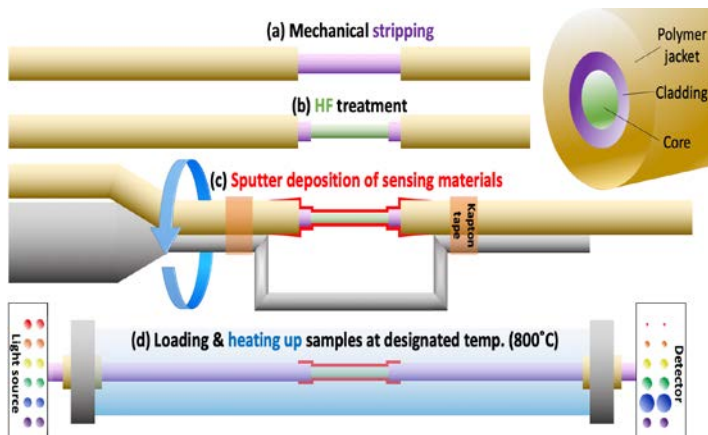 (a) Mechanical stripping
Polymer
jacket
Cladding
Core
(b) HF treatment
(c) Sputter deposition of sensing materials
Kapton
tape
(d) Loading & heating up samples at designated temp. (800˚C)
Light source
Detector